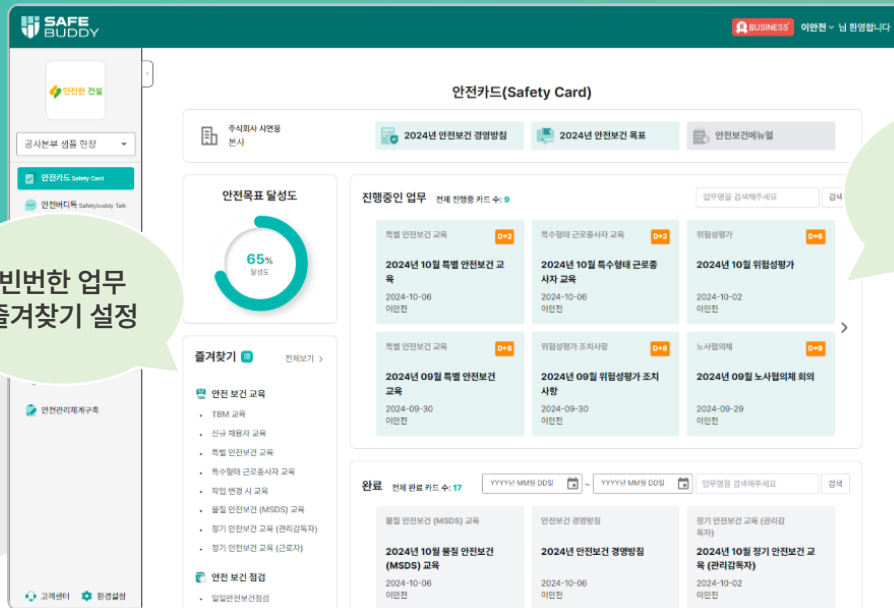 SAFE
BUDDY
BUSINESS
이안전 님 환영합니다
안전한 건설
공사본부 샘플 현장
안전카드 Safety Card
안전버디톡 Safetybuddy Talk
빈번한 업무
즐겨찾기 설정
안전관리체계구축
고객센터
환경설정
안전카드(Safety Card)
주식회사 시연용
본사
2024년 안전보건 경영방침
2024년 안전보건 목표
안전보건메뉴얼
안전목표 달성도
65%
달성도
즐겨찾기
전체보기 >
안전 보건 교육
• TBM 교육
• 신규 채용자 교육
• 특별 안전보건 교육
• 특수형태 근로종사자 교육
• 작업 변경 시 교육
• 물질 안전보건 (MSDS) 교육
• 정기 안전보건 교육 (관리감독자)
• 정기 안전보건 교육 (근로자)
안전 보건 점검
• 일일안전보건점검
진행중인 업무 전체 진행중 카드 수: 9
업무명을 검색해주세요
검색
특별 안전보건 교육
D+2
2024년 10월 특별 안전보건 교
육
2024-10-06
이안전
특수형태 근로종사자 교육
D+2
2024년 10월 특수형태 근로종
사자 교육
2024-10-06
이안전
위험성평가
D+6
2024년 10월 위험성평가
2024-10-02
이안전
특별 안전보건 교육
D+8
2024년 09월 특별 안전보건
교육
2024-09-30
이안전
위험성평가 조치사항
D+8
2024년 09월 위험성평가 조치
사항
2024-09-30
이안전
노사협의체
D+9
2024년 09월 노사협의체 회의
2024-09-29
이안전
완료 전체 완료 카드 수: 17
YYYY년 MM월 DD일
~
YYYY년 MM월 DD일
업무명을 검색해주세요
검색
물질 안전보건 (MSDS) 교육
2024년 10월 물질 안전보건
(MSDS) 교육
2024-10-06
이안전
안전보건 경영방침
2024년 안전보건 경영방침
2024-10-06
이안전
정기 안전보건 교육 (관리감
독자)
2024년 10월 정기 안전보건 교
육 (관리감독자)
2024-10-02
이안전